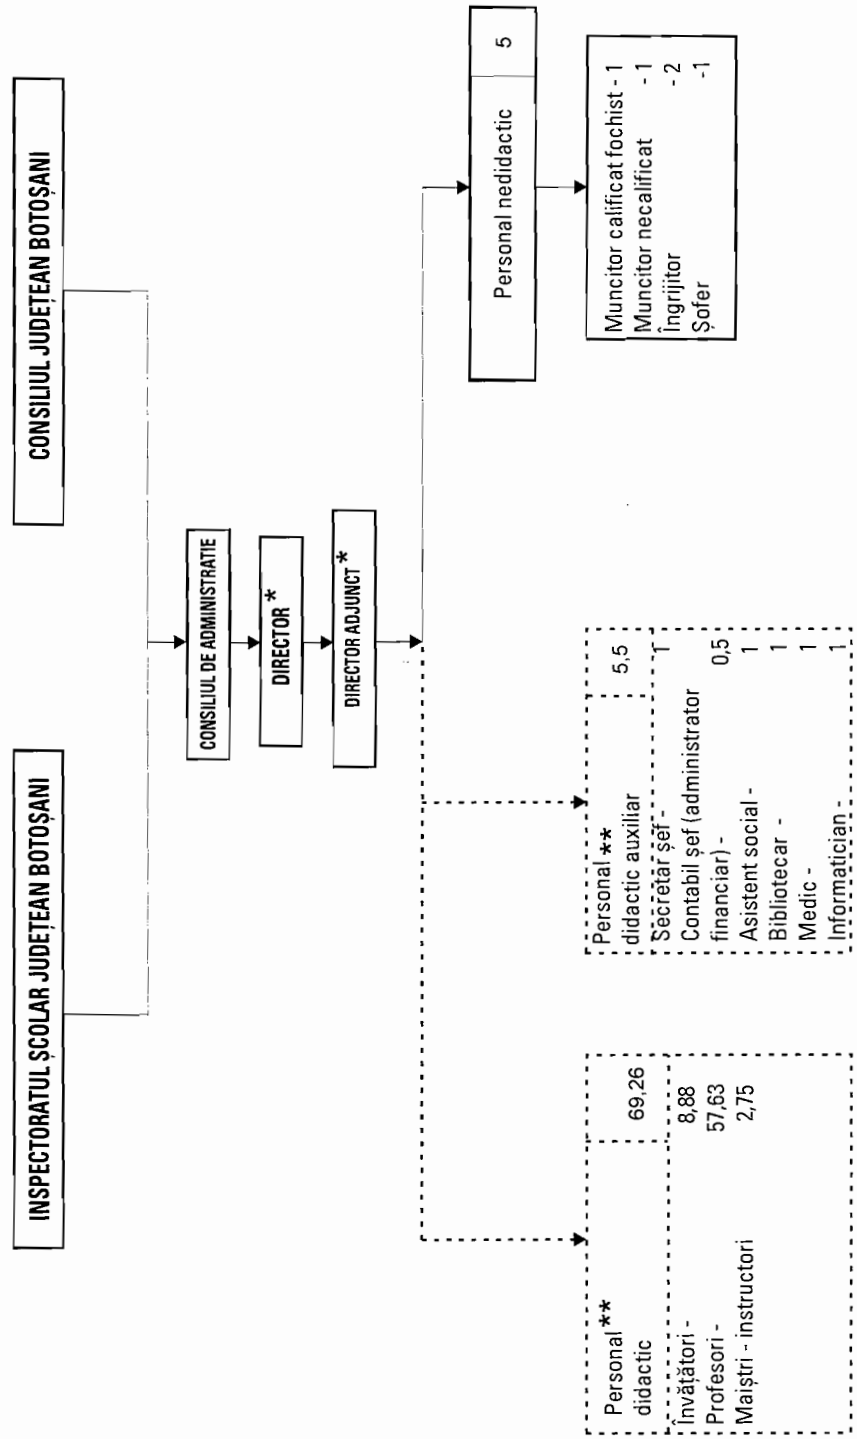 INSPECTORATUL ȘCOLAR JUDEȚEAN BOTOȘANI
CONSILIUL JUDEȚEAN BOTOȘANI
CONSILIUL DE ADMINISTRATIE
DIRECTOR *
DIRECTOR ADJUNCT *
Personal ** didactic 69,26
Învățători - 8,88
Profesori - 57,63
Maiștri - instructori 2,75
Personal **
didactic auxiliar 5,5
Secretar șef - 1
Contabil șef (administrator
financiar) - 0,5
Asistent social - 1
Bibliotecar - 1
Medic - 1
Informatician - 1
Personal nedidactic 5
Muncitor calificat fochist - 1
Muncitor necalificat - 1
Îngrijitor - 2
Șofer -1